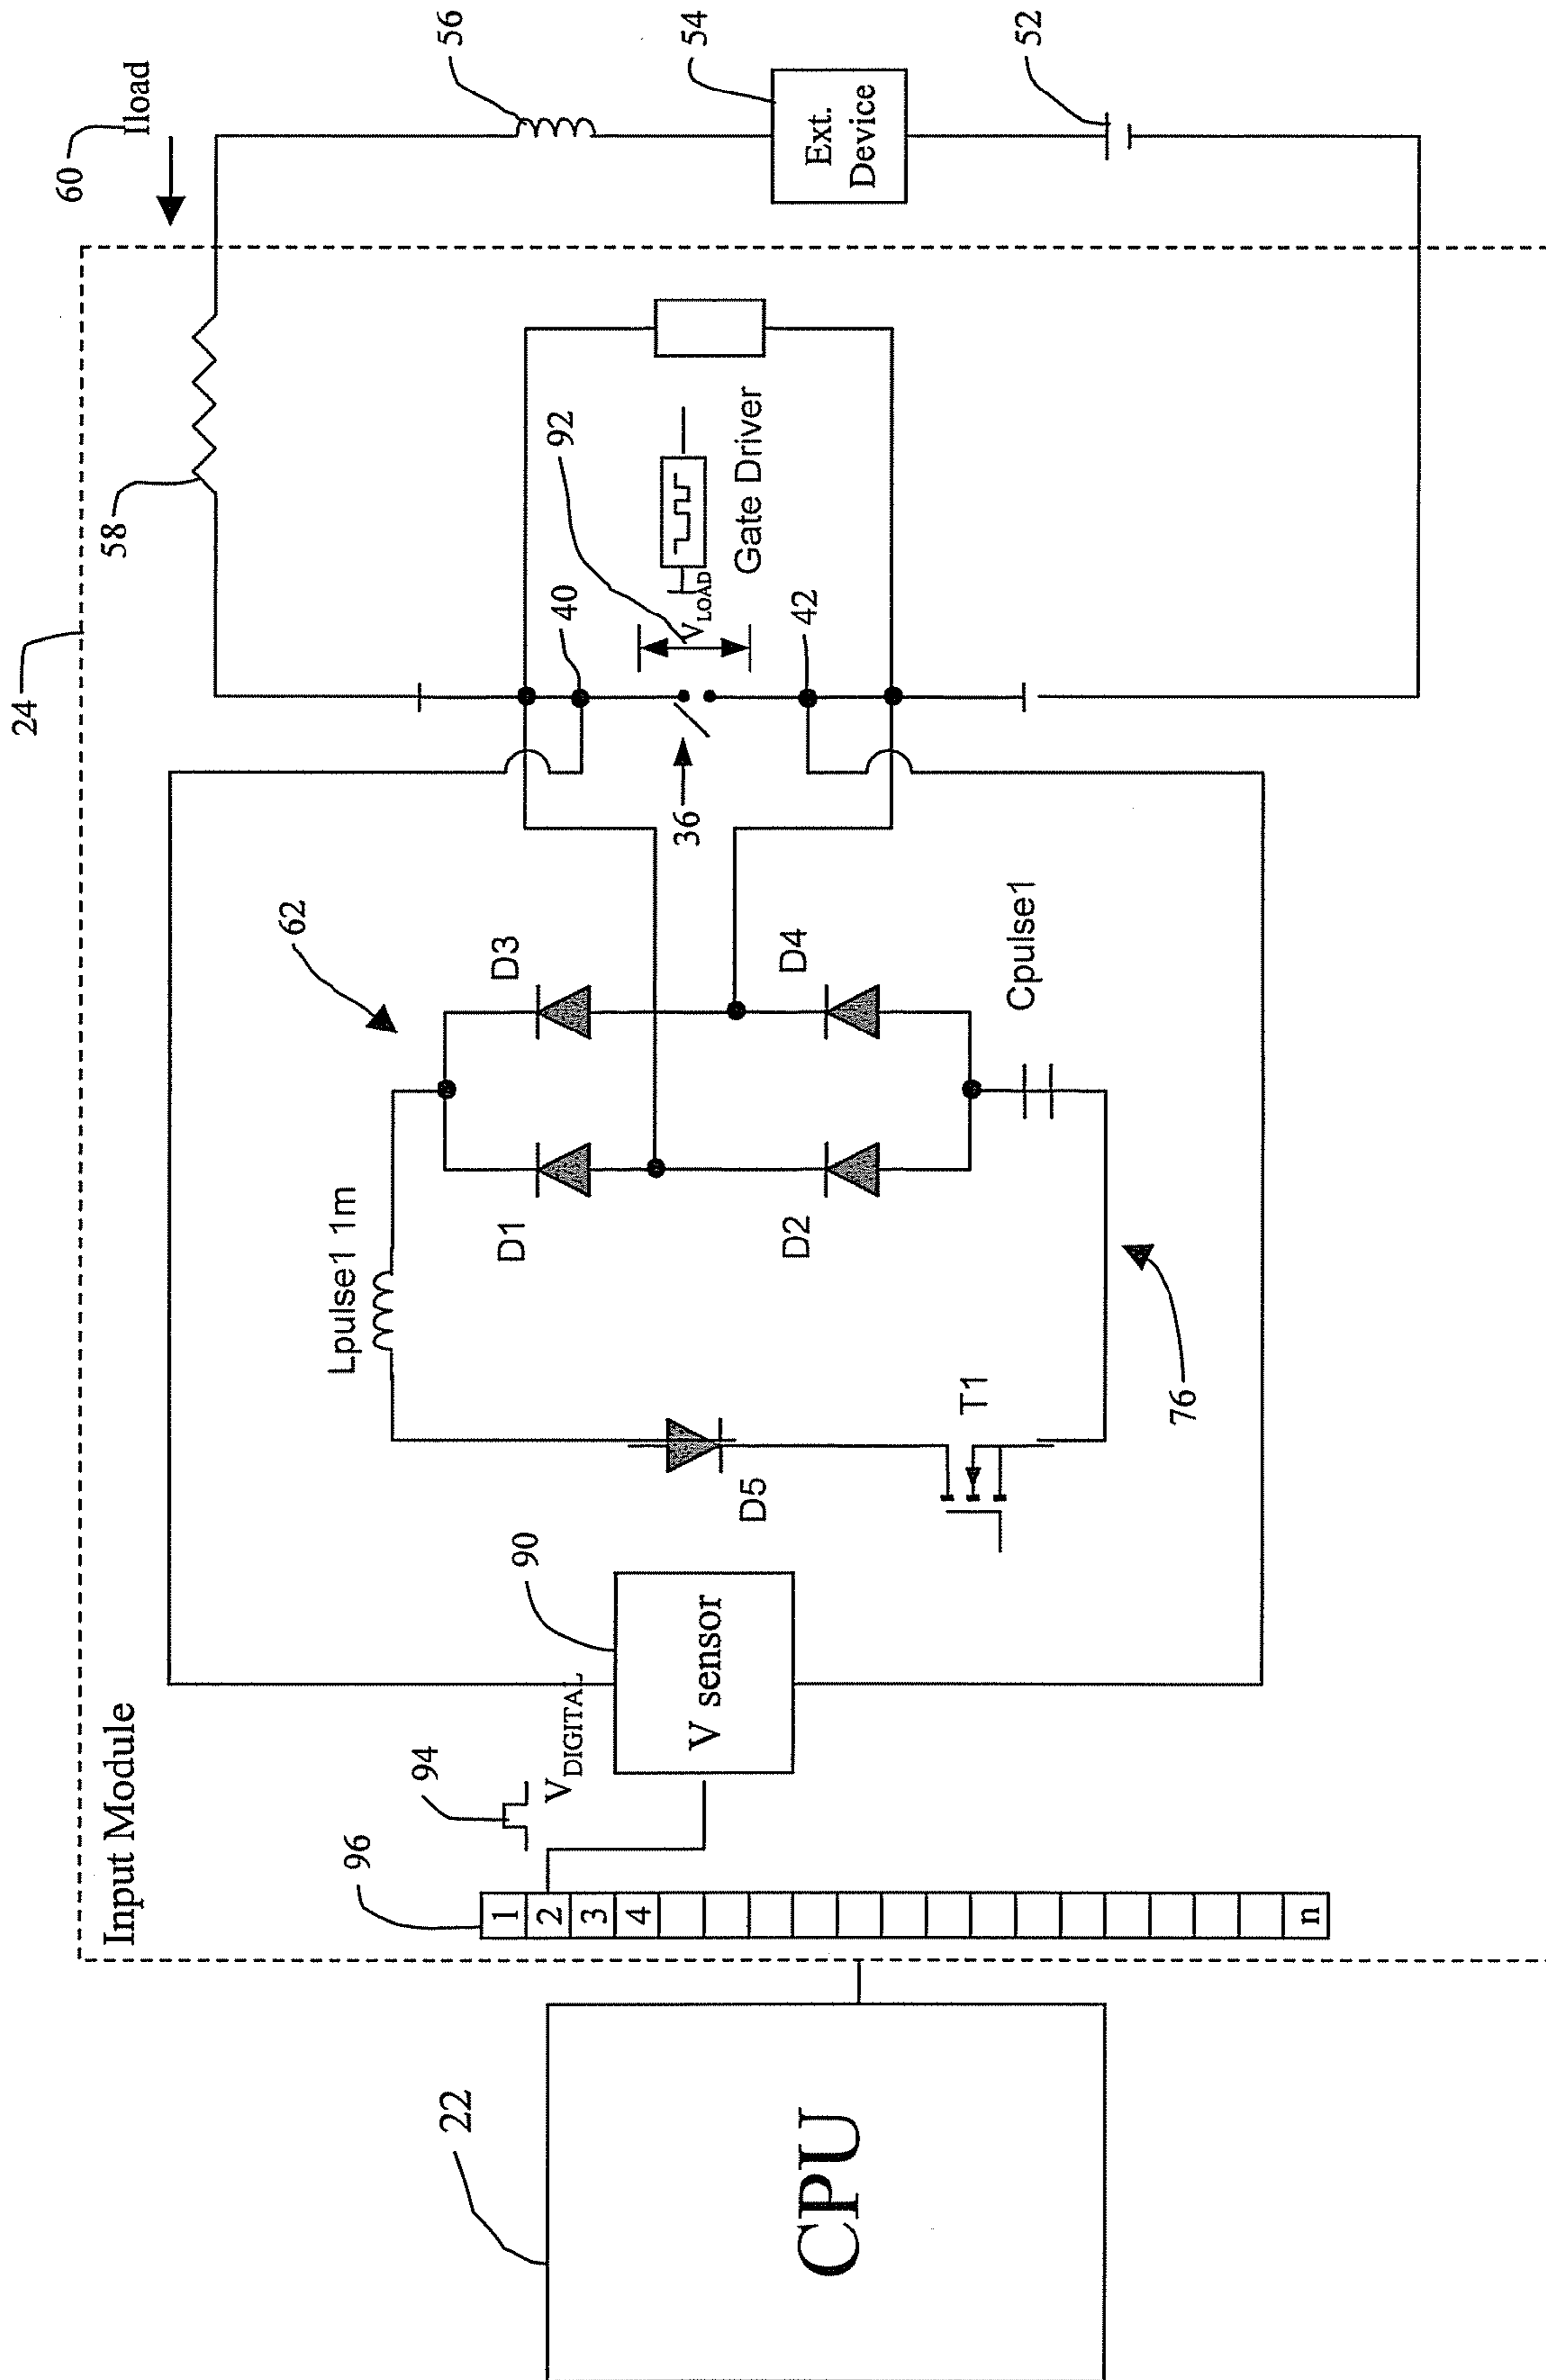 24
60
Iload
Input Module
58
56
Ext.
Device
54
52
Gate Driver
92
V_LOAD
40
42
36
62
D3
D4
D1
D2
Cpulse1
Lpulse1 1m
D5
T1
76
90
V sensor
94
V_DIGITAL
96
1
2
3
4
n
22
CPU